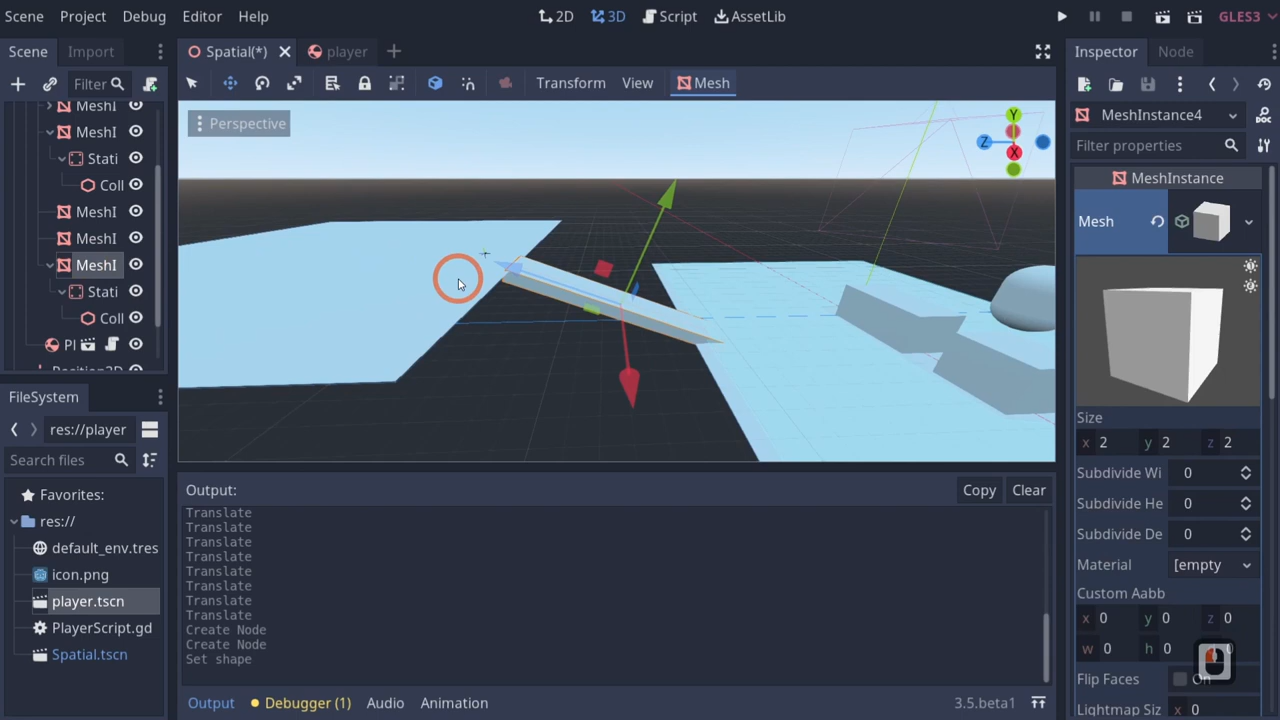 Scene Project Debug Editor Help 2D 3D Script AssetLib GLES3
Scene Import Spatial(*) player Inspector Node
Filter Transform View Mesh
MeshI
MeshI
Stati
Coll
MeshI
MeshI
MeshI
Stati
Coll
Pl
Position3D
FileSystem
res://player
Search files
Favorites:
res://
default_env.tres
icon.png
player.tscn
PlayerScript.gd
Spatial.tscn
Perspective
Y
Z
X
Output:
Copy Clear
Translate
Translate
Translate
Translate
Translate
Translate
Translate
Translate
Create Node
Create Node
Set shape
Output Debugger (1) Audio Animation 3.5.beta1
MeshInstance4
Filter properties
MeshInstance
Mesh
Size
x 2 y 2 z 2
Subdivide Wi 0
Subdivide He 0
Subdivide De 0
Material [empty
Custom Aabb
x 0 y 0 z 0
w 0 h 0
Flip Faces On
Lightmap Siz x 0